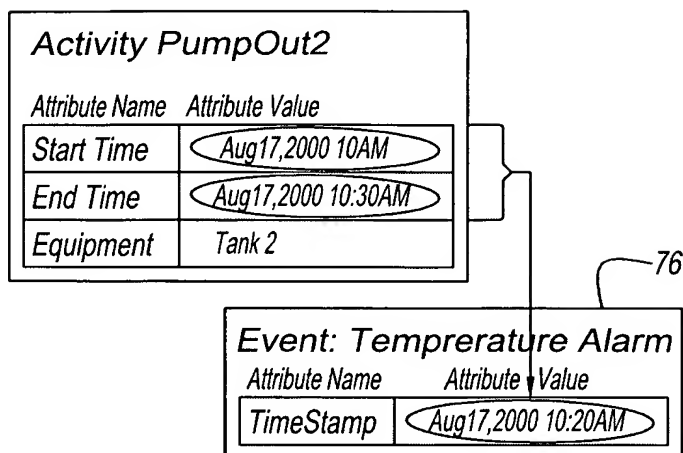 Activity PumpOut2
Attribute Name Attribute Value
Start Time Aug17,2000 10AM
End Time Aug17,2000 10:30AM
Equipment Tank 2
76
Event: Temprerature Alarm
Attribute Name Attribute Value
TimeStamp Aug17,2000 10:20AM